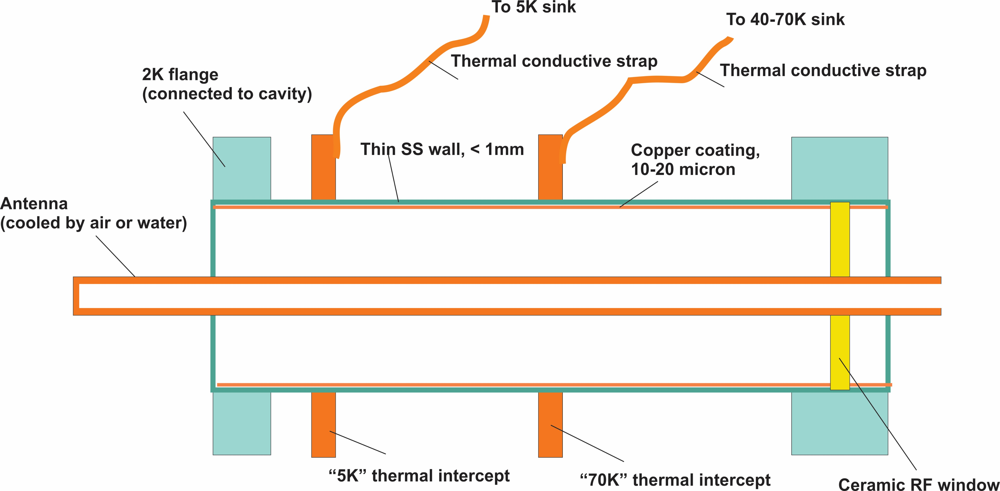 To 5K sink
To 40-70K sink
Thermal conductive strap
Thermal conductive strap
2K flange
(connected to cavity)
Thin SS wall, < 1mm
Copper coating,
10-20 micron
Antenna
(cooled by air or water)
“5K” thermal intercept
“70K” thermal intercept
Ceramic RF window